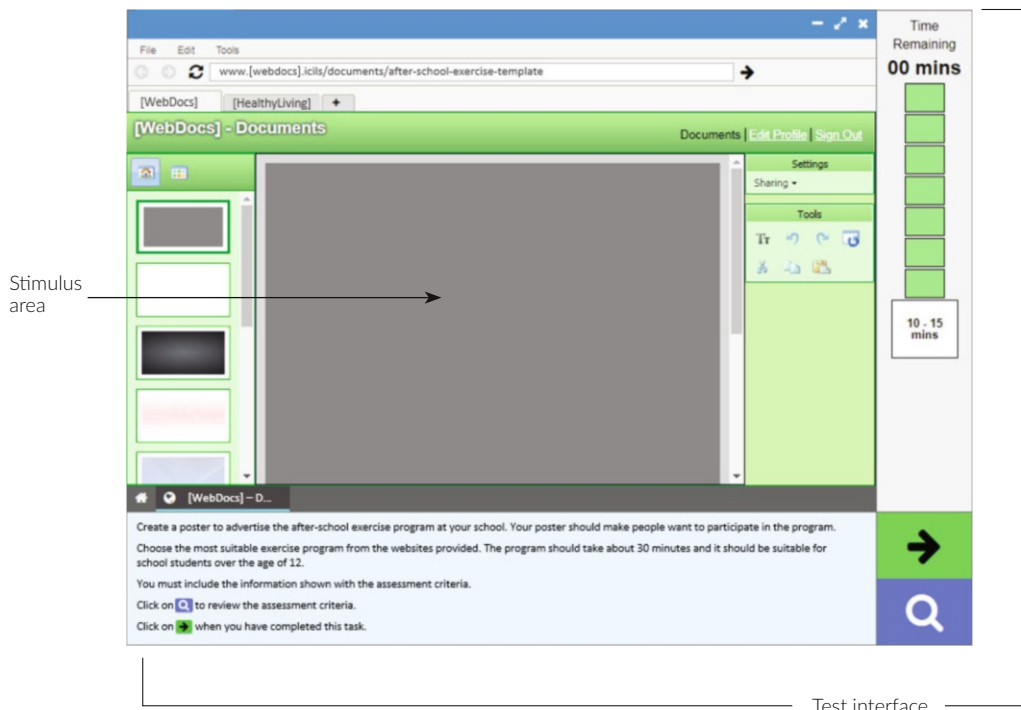 Time
Remaining
00 mins
File Edit Tools
www.[webdocs].icils/documents/after-school-exercise-template
[WebDocs] [HealthyLiving] +
[WebDocs] - Documents
Documents | Edit Profile | Sign Out
Settings
Sharing
Tools
Tr
Stimulus
area
10 - 15
mins
[WebDocs] – D...
Create a poster to advertise the after-school exercise program at your school. Your poster should make people want to participate in the program.
Choose the most suitable exercise program from the websites provided. The program should take about 30 minutes and it should be suitable for
school students over the age of 12.
You must include the information shown with the assessment criteria.
Click on to review the assessment criteria.
Click on when you have completed this task.
Test interface